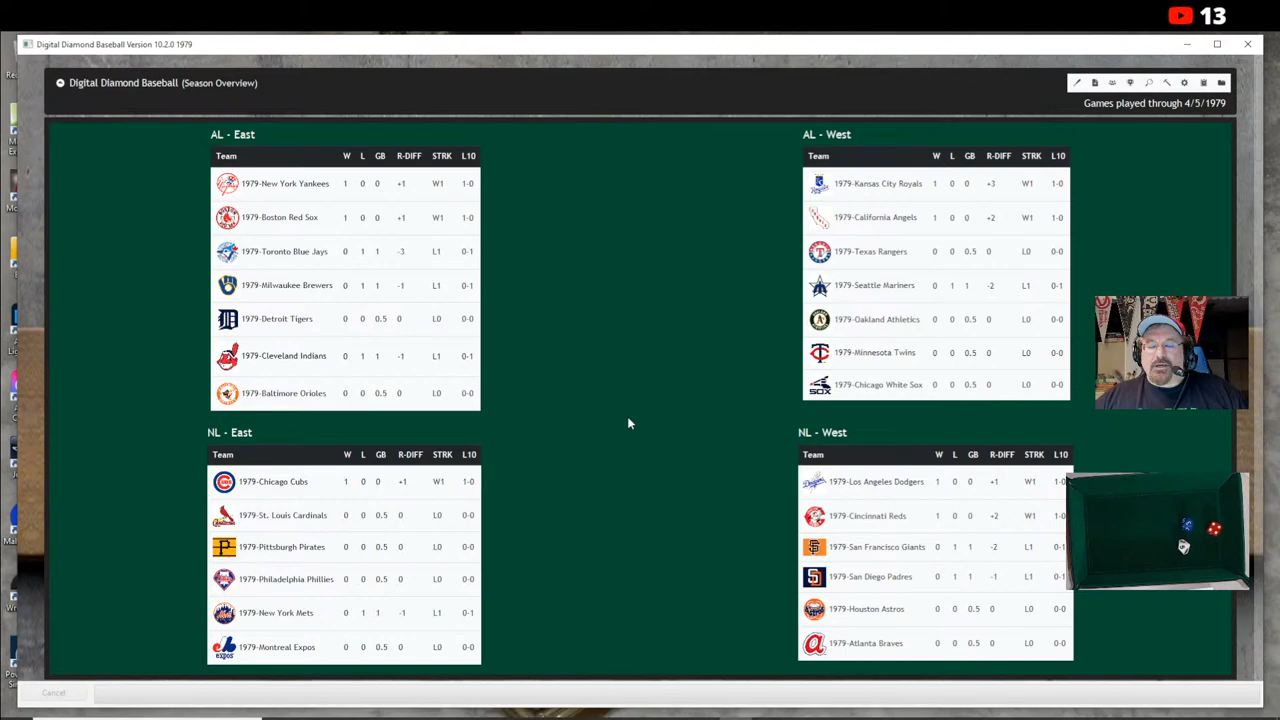 13
Digital Diamond Baseball Version 10.2.0 1979
Digital Diamond Baseball (Season Overview)
Games played through 4/5/1979
AL - East
Team W L GB R-DIFF STRK L10
1979-New York Yankees 1 0 0 +1 W1 1-0
1979-Boston Red Sox 1 0 0 +1 W1 1-0
1979-Toronto Blue Jays 0 1 1 -3 L1 0-1
1979-Milwaukee Brewers 0 1 1 -1 L1 0-1
1979-Detroit Tigers 0 0 0.5 0 L0 0-0
1979-Cleveland Indians 0 1 1 -1 L1 0-1
1979-Baltimore Orioles 0 0 0.5 0 L0 0-0
AL - West
Team W L GB R-DIFF STRK L10
1979-Kansas City Royals 1 0 0 +3 W1 1-0
1979-California Angels 1 0 0 +2 W1 1-0
1979-Texas Rangers 0 0 0.5 0 L0 0-0
1979-Seattle Mariners 0 1 1 -2 L1 0-1
1979-Oakland Athletics 0 0 0.5 0 L0 0-0
1979-Minnesota Twins 0 0 0.5 0 L0 0-0
1979-Chicago White Sox 0 0 0.5 0 L0 0-0
NL - East
Team W L GB R-DIFF STRK L10
1979-Chicago Cubs 1 0 0 +1 W1 1-0
1979-St. Louis Cardinals 0 0 0.5 0 L0 0-0
1979-Pittsburgh Pirates 0 0 0.5 0 L0 0-0
1979-Philadelphia Phillies 0 0 0.5 0 L0 0-0
1979-New York Mets 0 1 1 -1 L1 0-1
1979-Montreal Expos 0 0 0.5 0 L0 0-0
NL - West
Team W L GB R-DIFF STRK L10
1979-Los Angeles Dodgers 1 0 0 +1 W1 1-0
1979-Cincinnati Reds 1 0 0 +2 W1 1-0
1979-San Francisco Giants 0 1 1 -2 L1 0-1
1979-San Diego Padres 0 1 1 -1 L1 0-1
1979-Houston Astros 0 0 0.5 0 L0 0-0
1979-Atlanta Braves 0 0 0.5 0 L0 0-0
Cancel